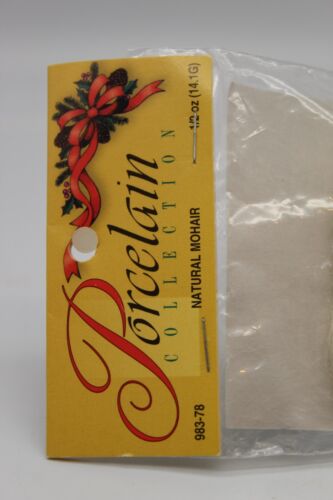 Porcelain
COLLECTION
983-78 NATURAL MOHAIR 1/2 oz (14.1G)